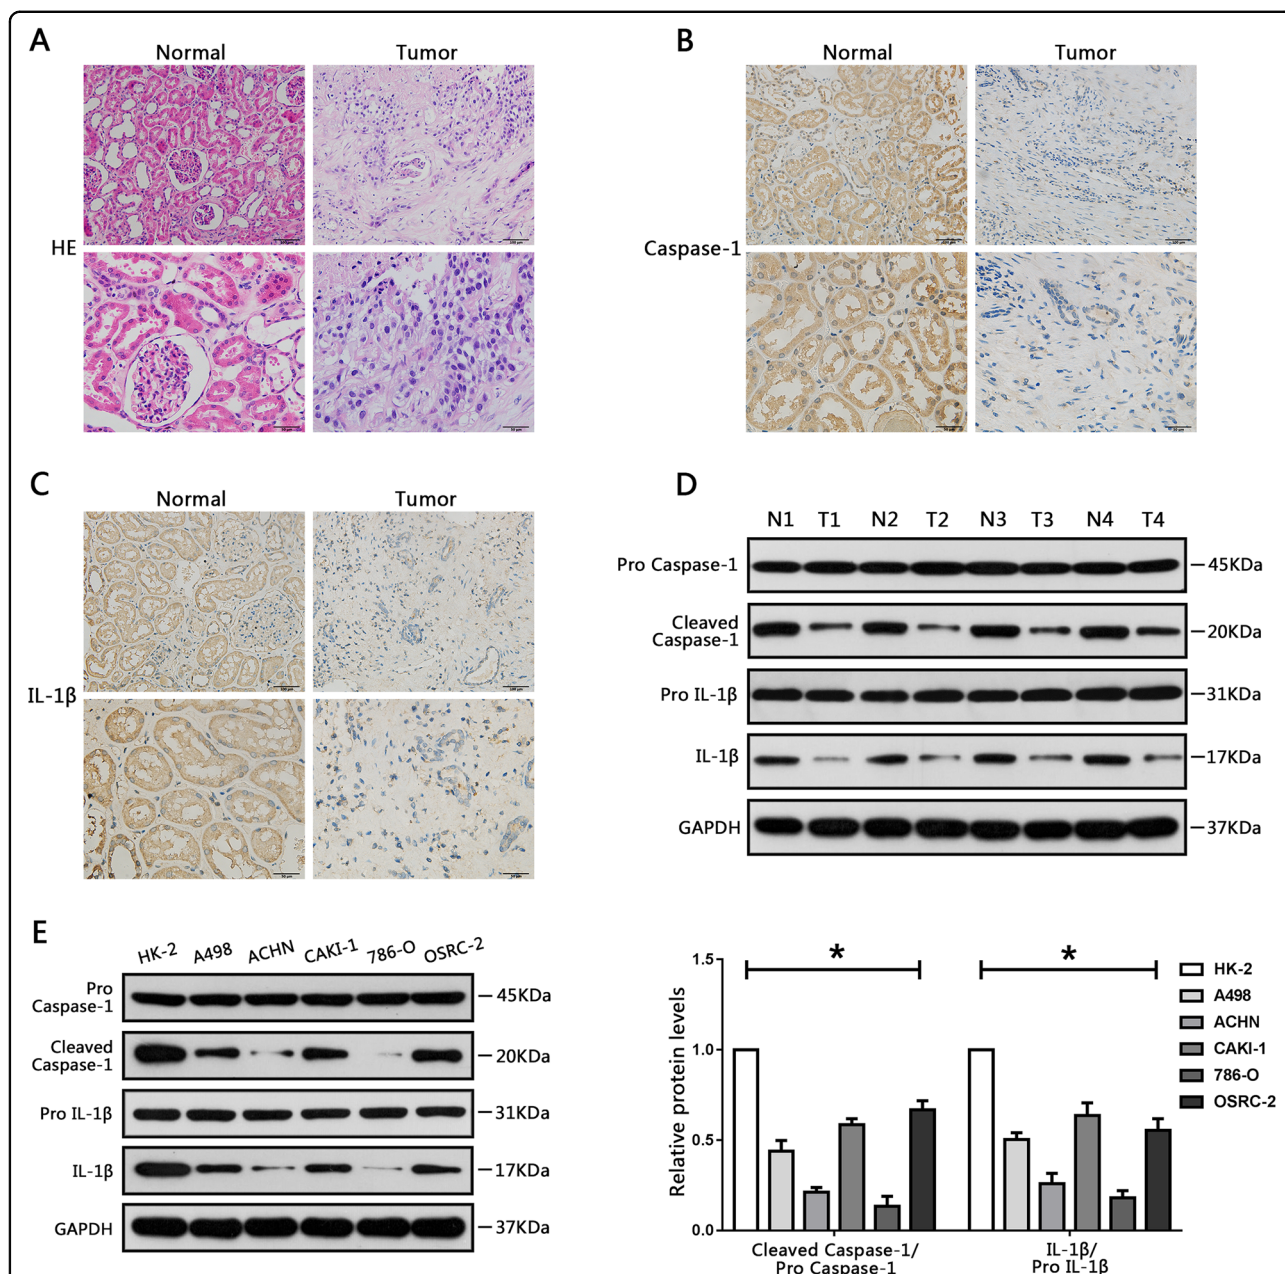 A
Normal
Tumor
HE
B
Normal
Tumor
Caspase-1
C
Normal
Tumor
IL-1β
D
N1 T1 N2 T2 N3 T3 N4 T4
Pro Caspase-1
45KDa
Cleaved
Caspase-1
20KDa
Pro IL-1β
31KDa
IL-1β
17KDa
GAPDH
37KDa
E
HK-2 A498 ACHN CAKI-1 786-O OSRC-2
Pro
Caspase-1
45KDa
Cleaved
Caspase-1
20KDa
Pro IL-1β
31KDa
IL-1β
17KDa
GAPDH
37KDa
Relative protein levels
1.5
1.0
0.5
0.0
*
*
Cleaved Caspase-1/
Pro Caspase-1
IL-1β/
Pro IL-1β
HK-2
A498
ACHN
CAKI-1
786-O
OSRC-2